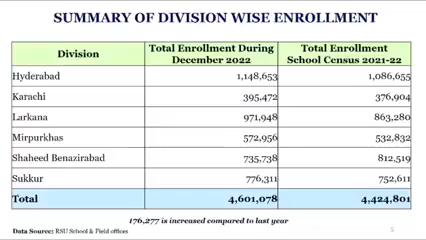 SUMMARY OF DIVISION WISE ENROLLMENT
Division Total Enrollment During December 2022 Total Enrollment School Census 2021-22
Hyderabad 1,148,653 1,086,655
Karachi 395,472 376,904
Larkana 971,948 863,280
Mirpurkhas 572,956 532,832
Shaheed Benazirabad 735,738 812,519
Sukkur 776,311 752,611
Total 4,601,078 4,424,801
176,277 is increased compared to last year
Data Source: RSU School & Field offices
5